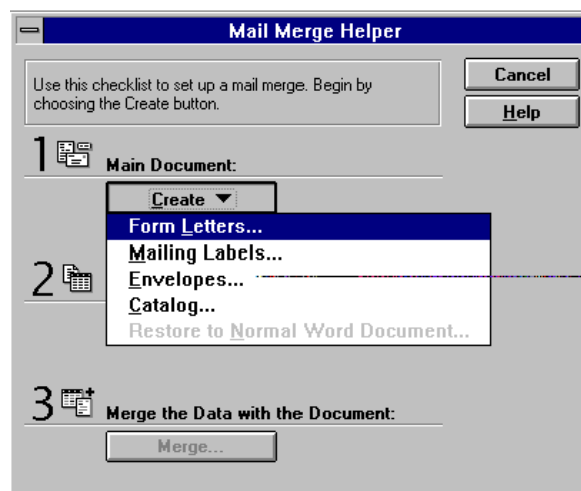 Mail Merge Helper
Use this checklist to set up a mail merge. Begin by
choosing the Create button.
Cancel
Help
1
Main Document:
Create
Form Letters...
Mailing Labels...
Envelopes...
Catalog...
Restore to Normal Word Document...
2
3
Merge the Data with the Document:
Merge...